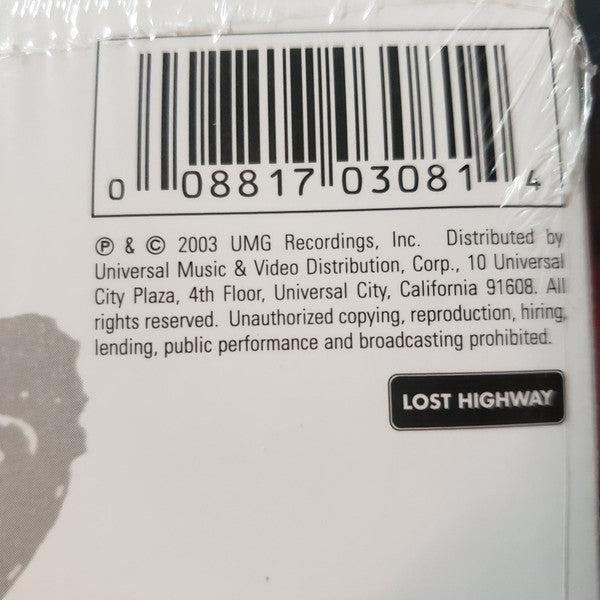 0 08817 03081 4
℗ & © 2003 UMG Recordings, Inc. Distributed by
Universal Music & Video Distribution, Corp., 10 Universal
City Plaza, 4th Floor, Universal City, California 91608. All
rights reserved. Unauthorized copying, reproduction, hiring,
lending, public performance and broadcasting prohibited.
LOST HIGHWAY